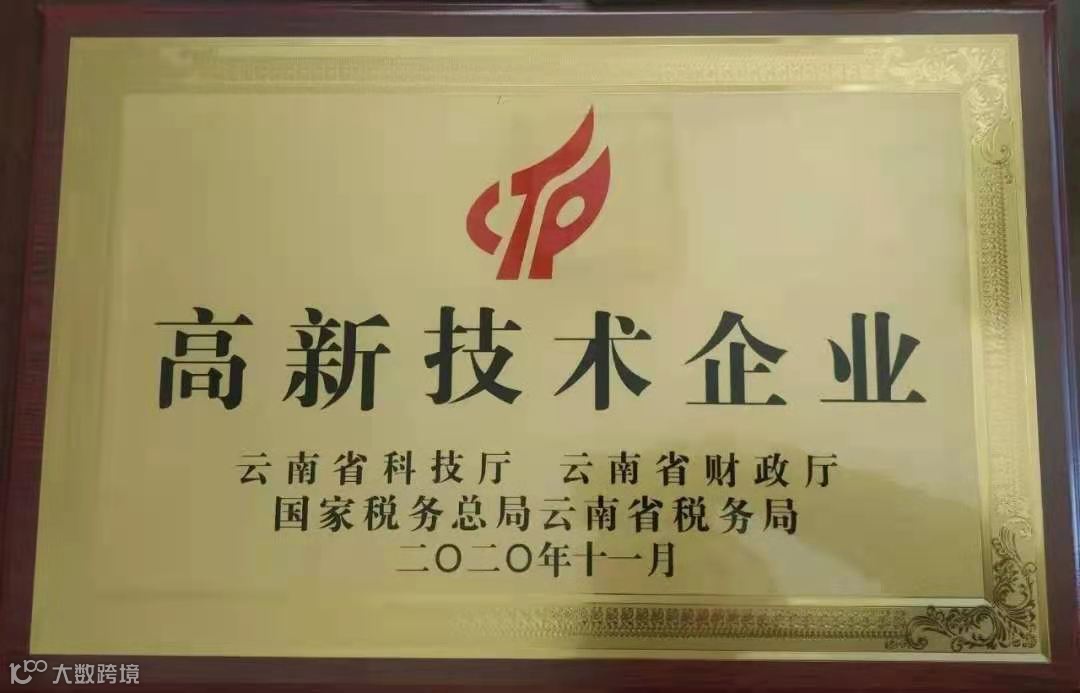 CTP
高新技术企业
云南省科技厅 云南省财政厅
国家税务总局云南省税务局
二〇二〇年十一月
大数跨境